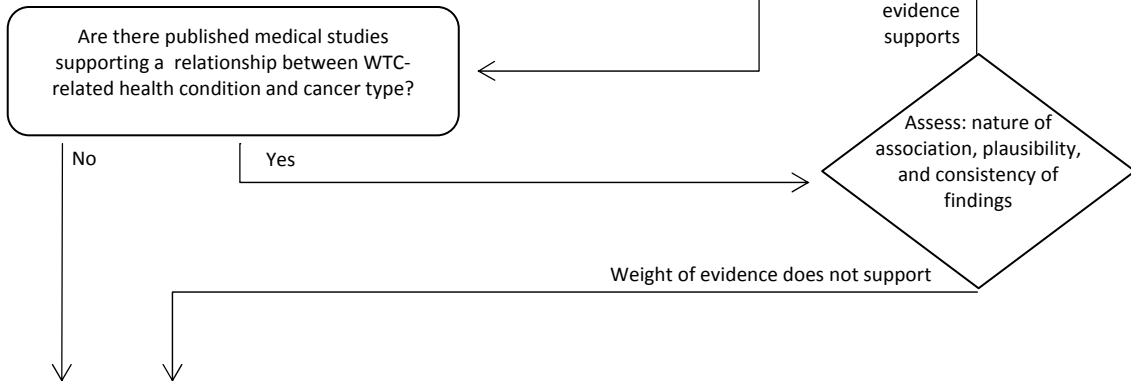 evidence
supports
Are there published medical studies
supporting a relationship between WTC-
related health condition and cancer type?
Assess: nature of
association, plausibility,
and consistency of
findings
No
Yes
Weight of evidence does not support